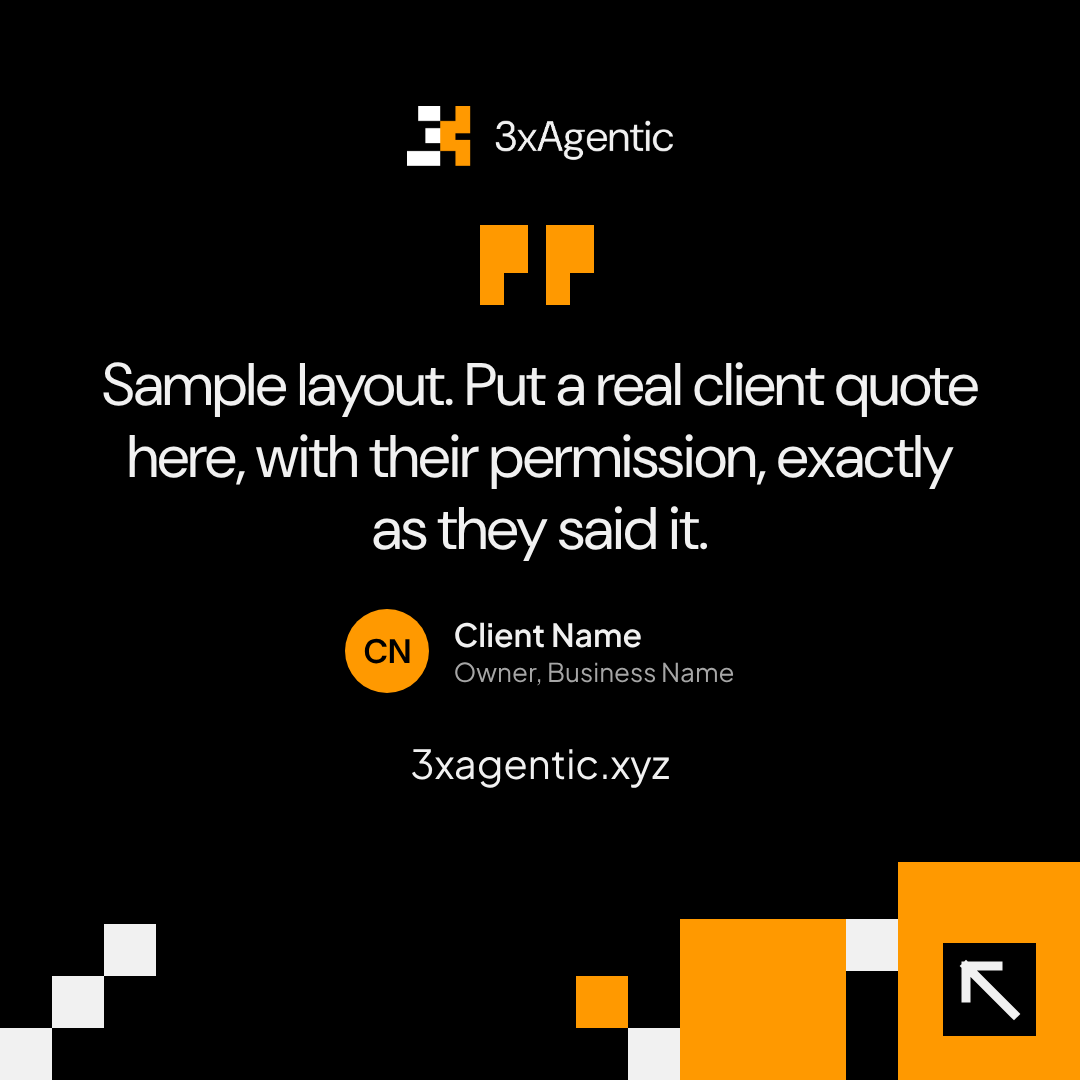 3xAgentic
Sample layout. Put a real client quote
here, with their permission, exactly
as they said it.
CN
Client Name
Owner, Business Name
3xagentic.xyz